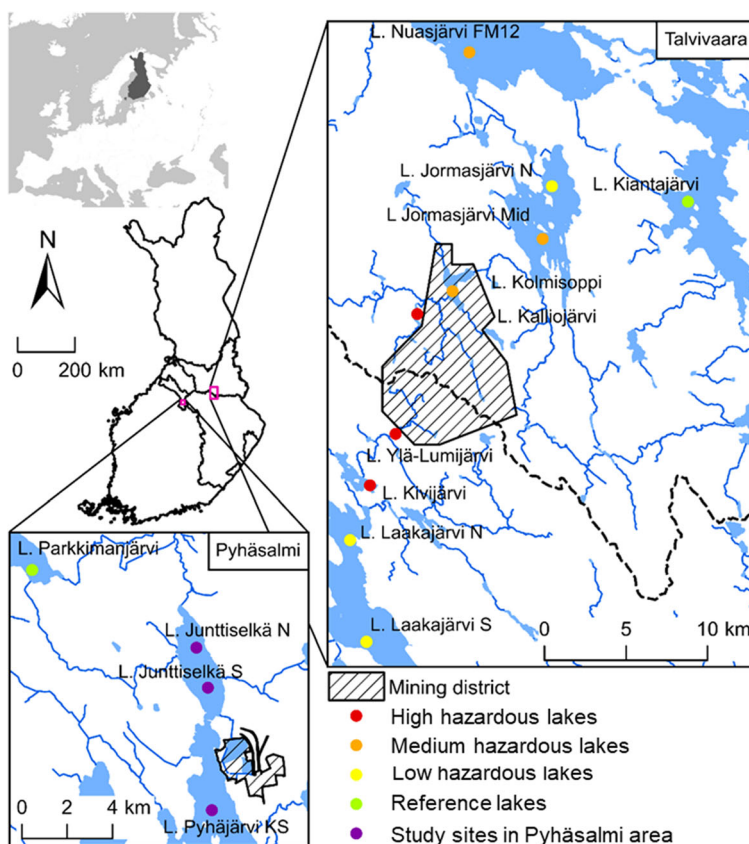 L. Nuasjärvi FM12
Talvivaara
L. Jormasjärvi N
L. Kiantajärvi
L Jormasjärvi Mid
L. Kolmisoppi
L. Kalliojärvi
L. Ylä-Lumijärvi
L. Kivijärvi
L. Laakajärvi N
L. Laakajärvi S
0 5 10 km
N
0 200 km
L. Parkkimanjärvi
Pyhäsalmi
L. Junttiselkä N
L. Junttiselkä S
0 2 4 km
L. Pyhäjärvi KS
Mining district
High hazardous lakes
Medium hazardous lakes
Low hazardous lakes
Reference lakes
Study sites in Pyhäsalmi area